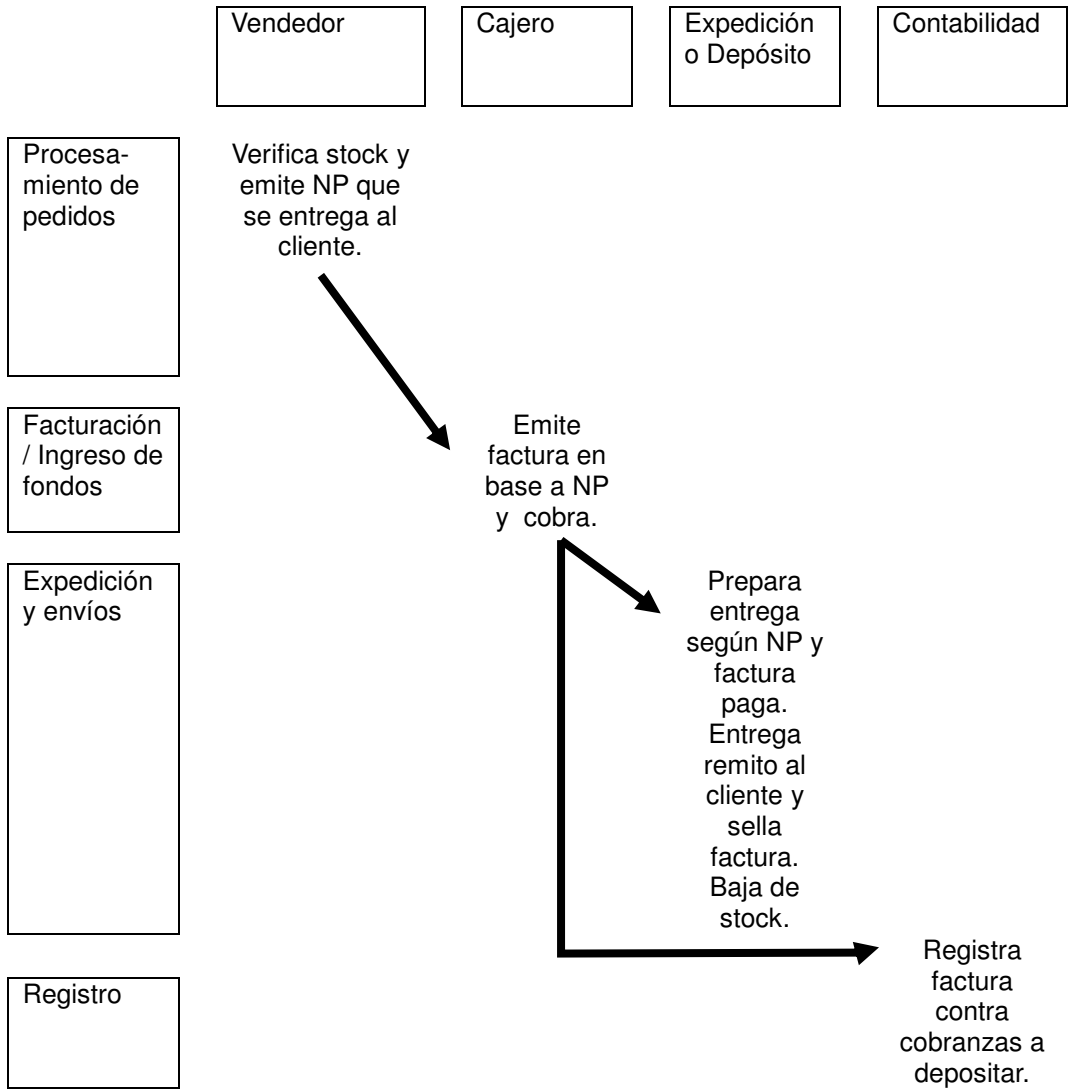 Vendedor
Cajero
Expedición
o Depósito
Contabilidad
Procesa-
miento de
pedidos
Verifica stock y
emite NP que
se entrega al
cliente.
Facturación
/ Ingreso de
fondos
Emite
factura en
base a NP
y cobra.
Expedición
y envíos
Prepara
entrega
según NP y
factura
paga.
Entrega
remito al
cliente y
sella
factura.
Baja de
stock.
Registro
Registra
factura
contra
cobranzas a
depositar.